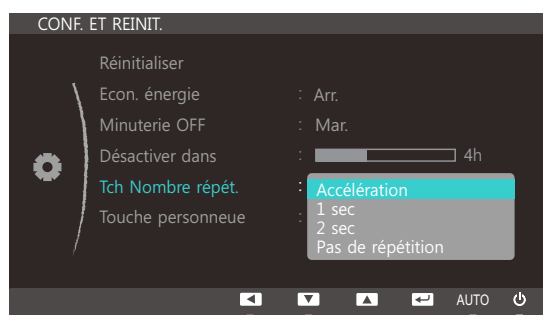 CONF. ET REINIT.
Réinitialiser
Econ. énergie : Arr.
Minuterie OFF : Mar.
Désactiver dans : 4h
Tch Nombre répét. : Accélération
1 sec
Touche personneue :
2 sec
Pas de répétition
AUTO